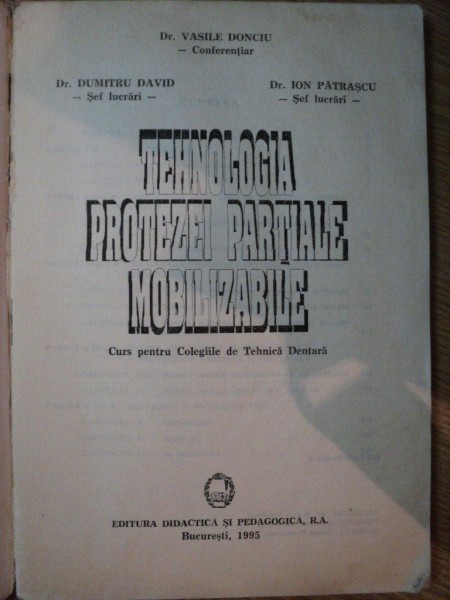 Dr. VASILE DONCIU
— Conferențiar
Dr. DUMITRU DAVID
— Șef lucrări —
Dr. ION PĂTRAȘCU
— Șef lucrări —
TEHNOLOGIA
PROTEZEI PARȚIALE
MOBILIZABILE
Curs pentru Colegiile de Tehnică Dentară
EDITURA DIDACTICĂ ȘI PEDAGOGICĂ, R.A.
București, 1995